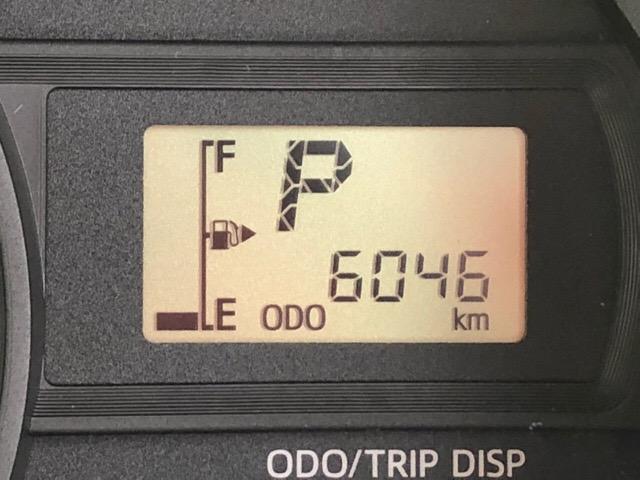 F
P
6046
E ODO km
ODO/TRIP DISP